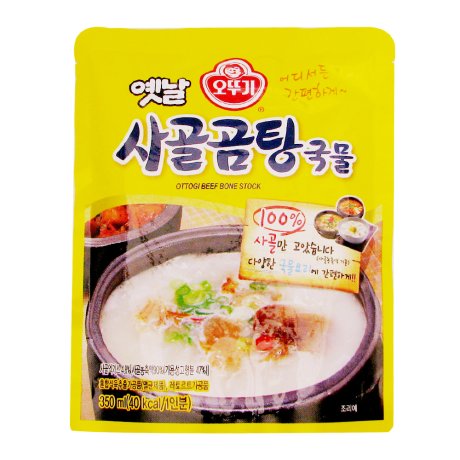 어디서든
간편하게~
옛날
오뚜기
사골곰탕국물
OTTOGI BEEF BONE STOCK
100%
사골만 고았습니다
다양한 국물요리에 간편하게!!
350 ml(40 kcal/1인분)
조리예